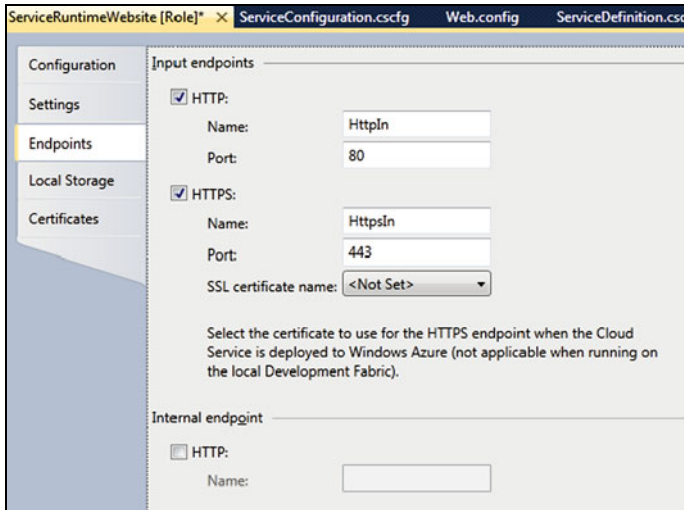 ServiceRuntimeWebsite [Role]* × ServiceConfiguration.cscfg Web.config ServiceDefinition.csc
Configuration
Settings
Endpoints
Local Storage
Certificates
Input endpoints
HTTP:
Name: HttpIn
Port: 80
HTTPS:
Name: HttpsIn
Port: 443
SSL certificate name: <Not Set>
Select the certificate to use for the HTTPS endpoint when the Cloud
Service is deployed to Windows Azure (not applicable when running on
the local Development Fabric).
Internal endpoint
HTTP:
Name: